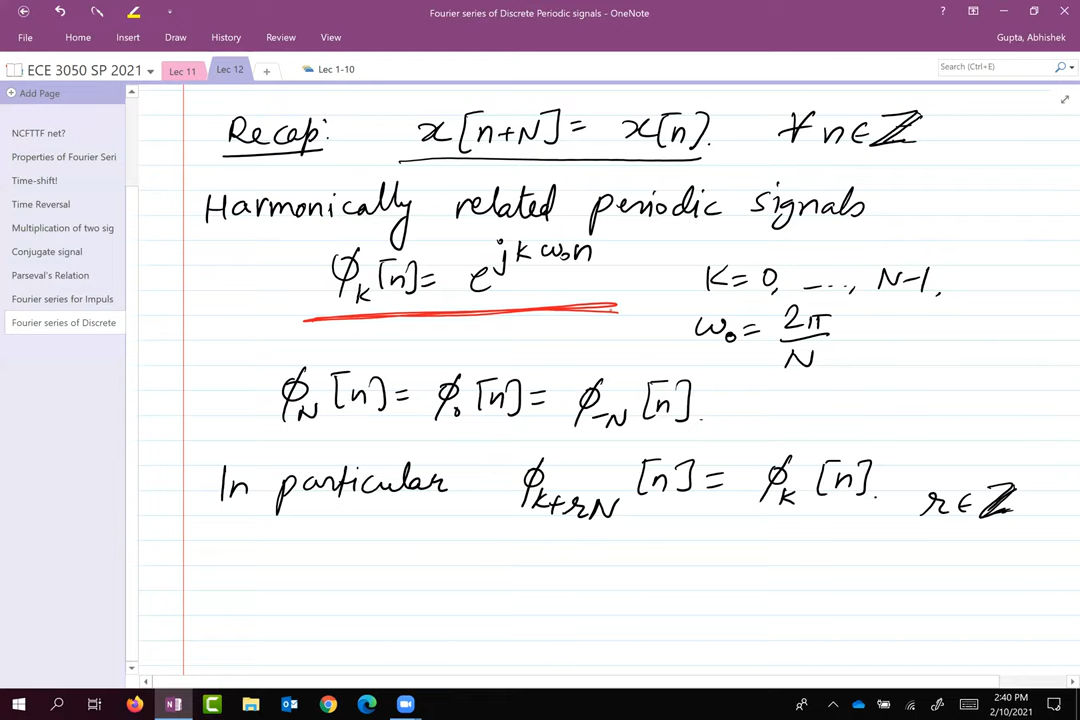 Fourier series of Discrete Periodic signals - OneNote
File Home Insert Draw History Review View
Gupta, Abhishek
ECE 3050 SP 2021
Lec 11
Lec 12
Lec 1-10
Search (Ctrl+E)
Add Page
NCFTTF net?
Properties of Fourier Seri
Time-shift!
Time Reversal
Multiplication of two sig
Conjugate signal
Parseval's Relation
Fourier series for Impuls
Fourier series of Discrete
Recap: x[n+N] = x[n]. ∀ n ∈ ℤ
Harmonically related periodic signals
ϕ_k[n] = e^{jkω₀n} k = 0, ..., N-1,
ω₀ = 2π/N
ϕ_N[n] = ϕ₀[n] = ϕ_{-N}[n].
In particular ϕ_{k+rN}[n] = ϕ_k[n]. r ∈ ℤ
2:40 PM
2/10/2021